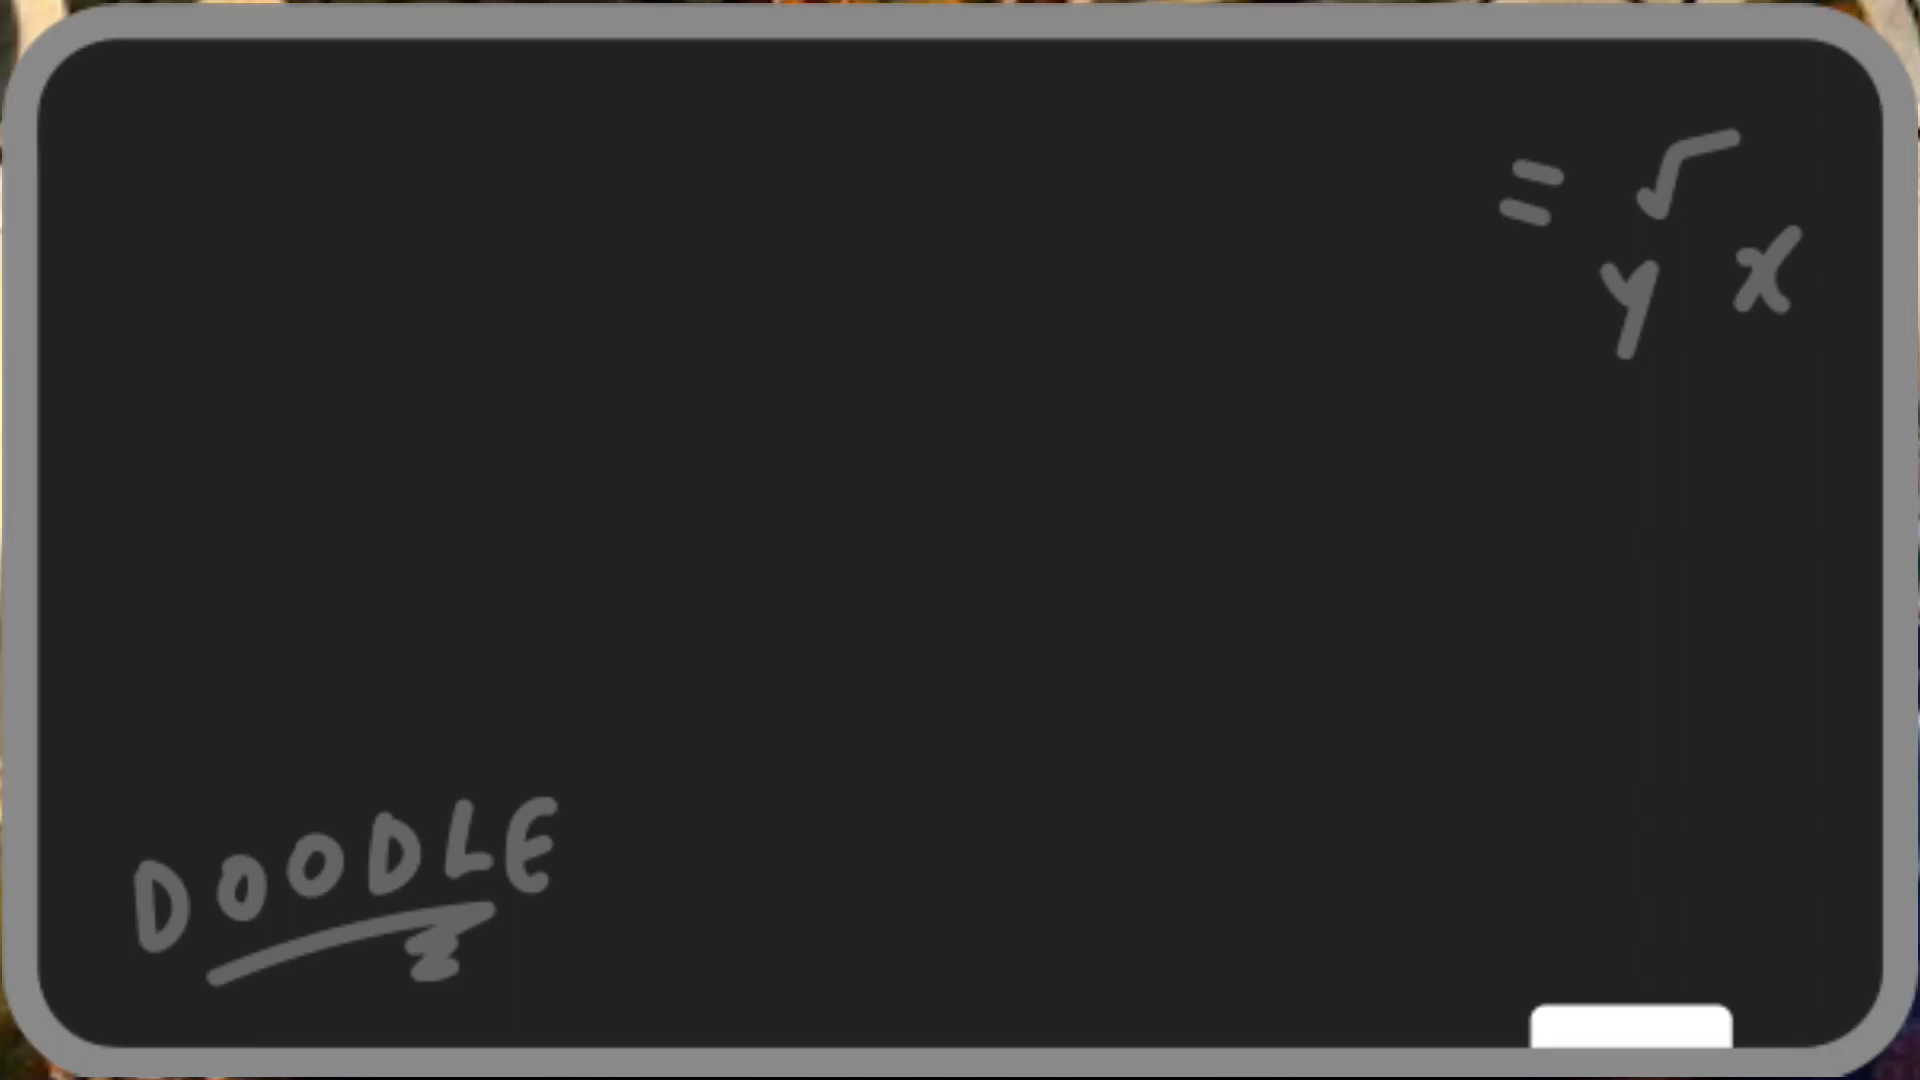 = √
y x
DOODLE